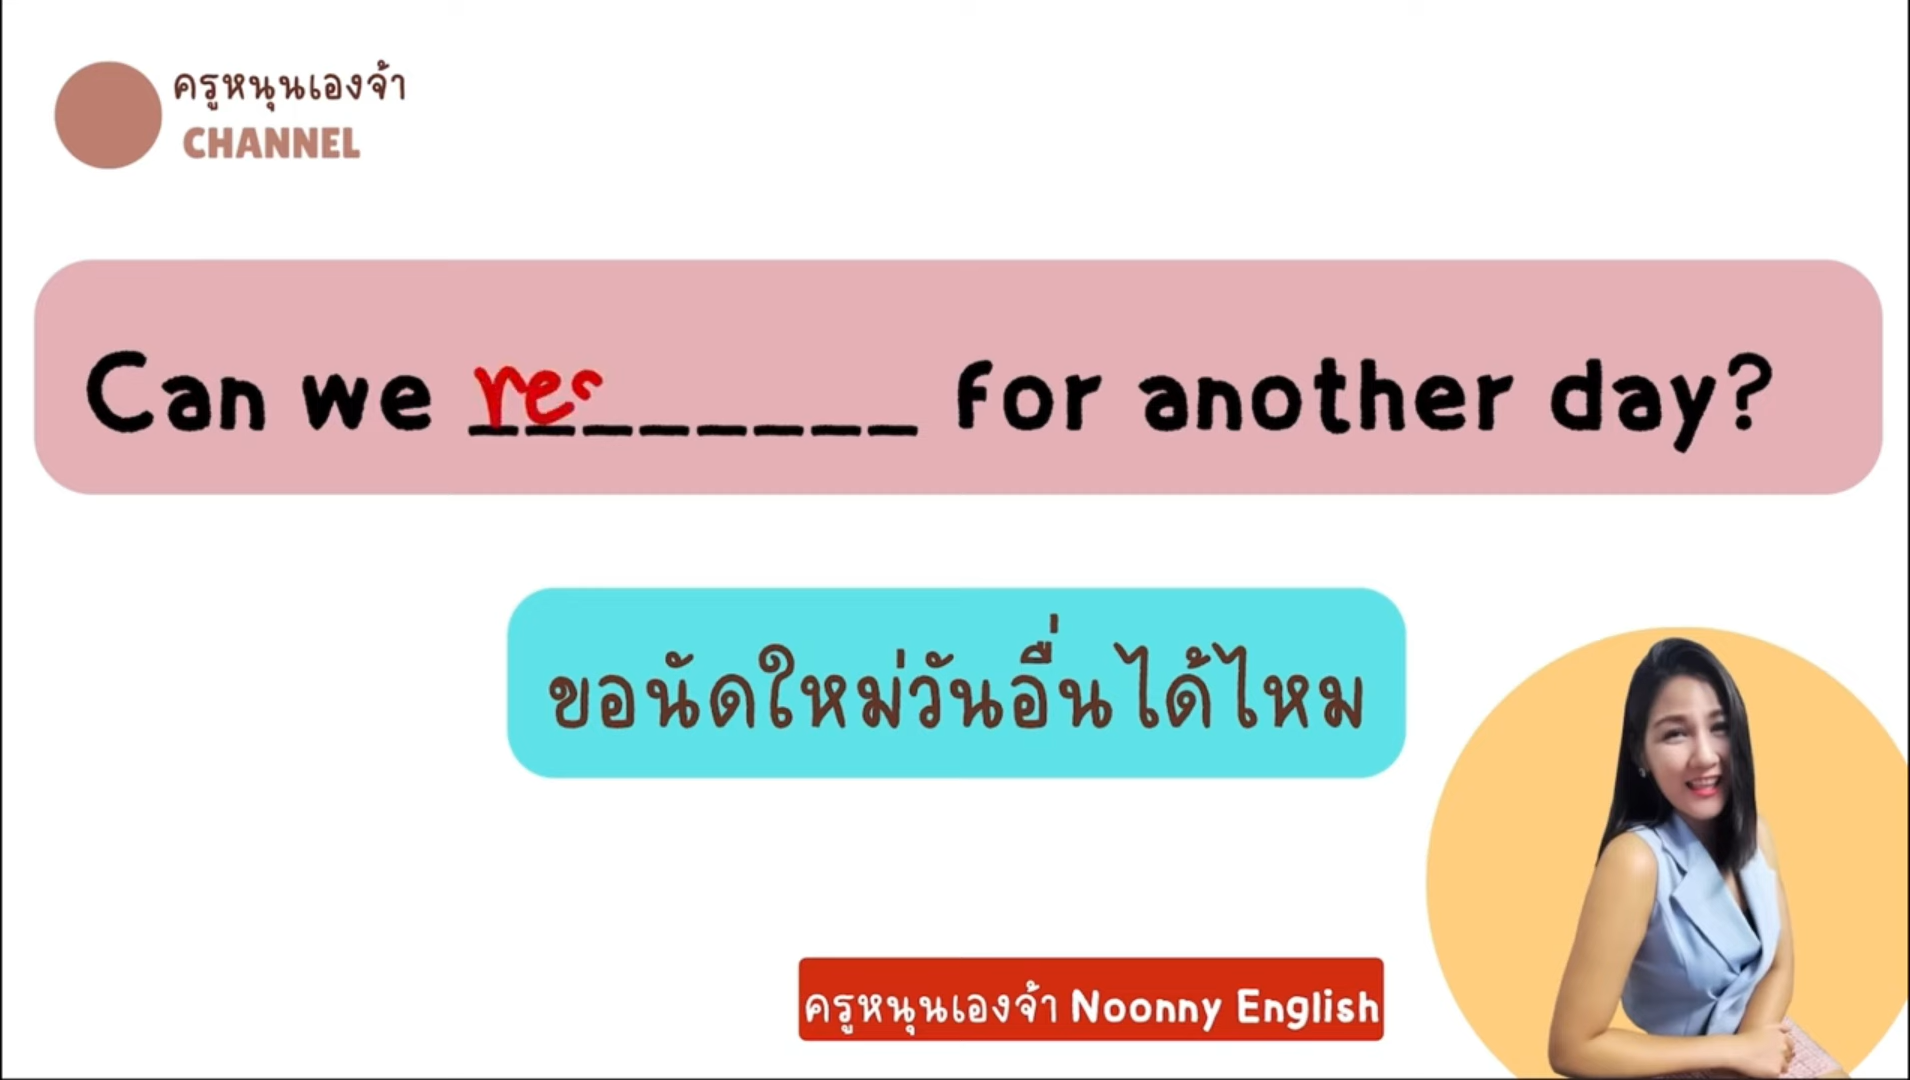 ครูหนุนเองจ้า
CHANNEL
Can we res_______ for another day?
ขอนัดใหม่วันอื่นได้ไหม
ครูหนุนเองจ้า Noonny English